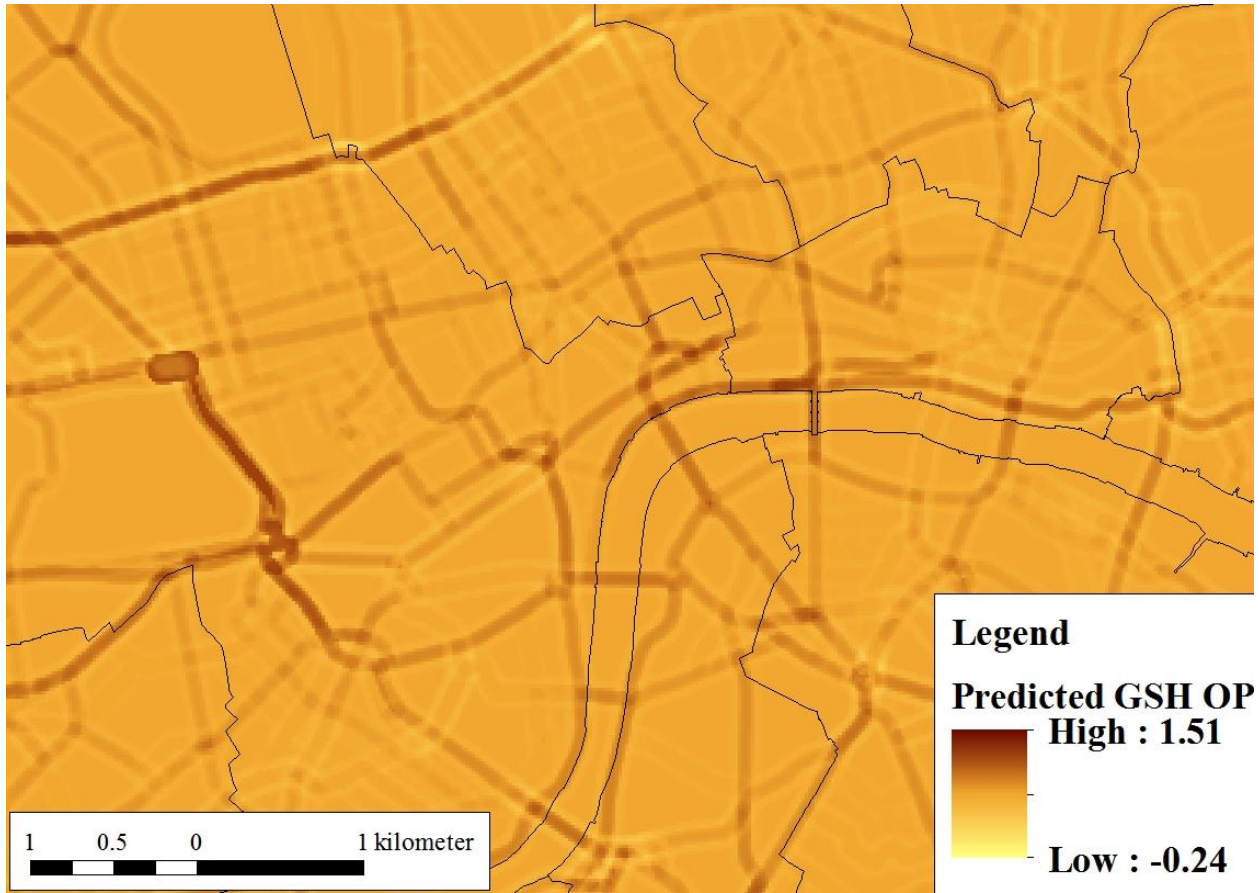 Legend
Predicted GSH OP
High : 1.51
Low : -0.24
1 0.5 0 1 kilometer